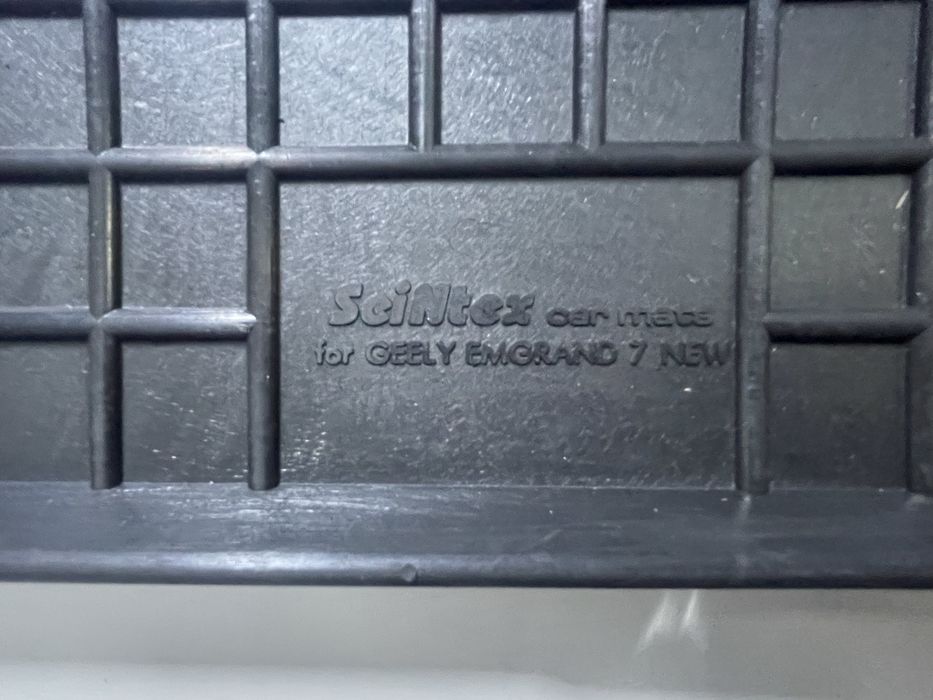 SciNtex car mats
for GEELY EMGRAND 7 NEW